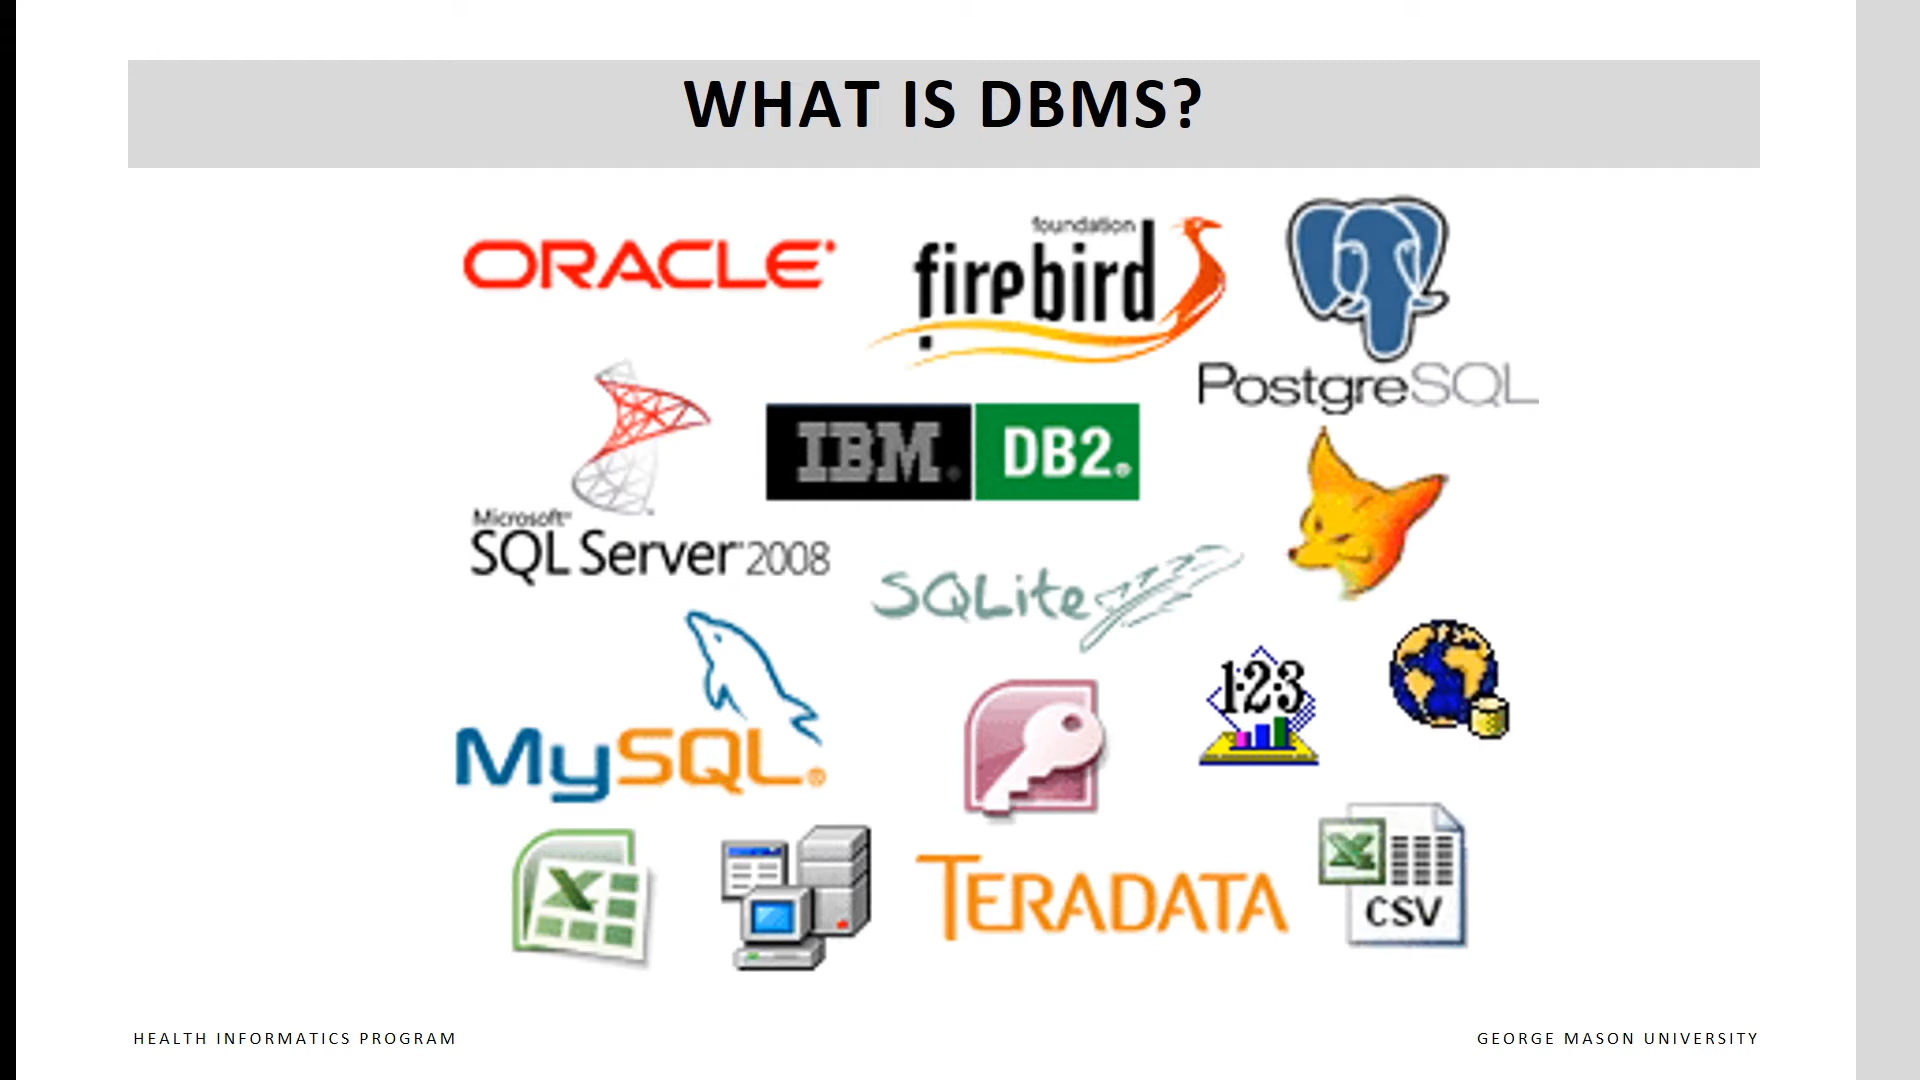 WHAT IS DBMS?
ORACLE
foundation
firebird
PostgreSQL
IBM® DB2®
Microsoft®
SQL Server 2008
SQLite
MySQL®
1·2·3
TERADATA
CSV
HEALTH INFORMATICS PROGRAM
GEORGE MASON UNIVERSITY